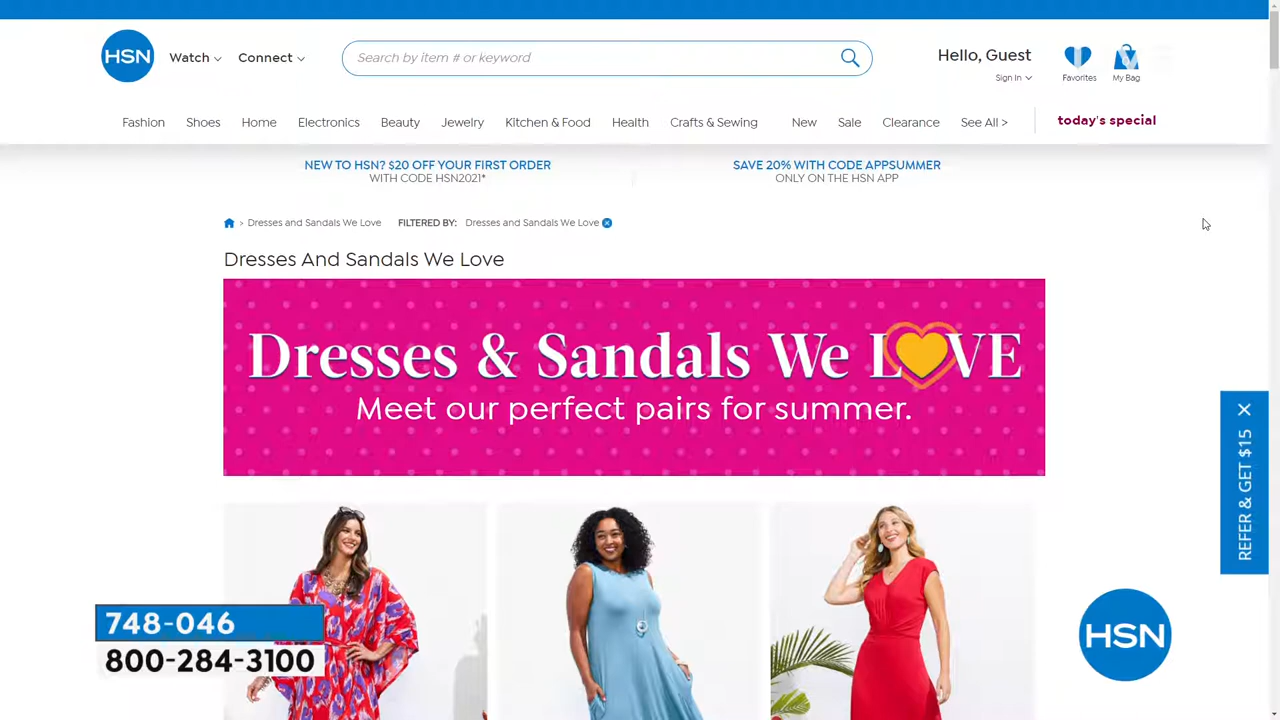 HSN
Watch
Connect
Search by item # or keyword
Hello, Guest
Sign In
Favorites
My Bag
Fashion
Shoes
Home
Electronics
Beauty
Jewelry
Kitchen & Food
Health
Crafts & Sewing
New
Sale
Clearance
See All >
today's special
NEW TO HSN? $20 OFF YOUR FIRST ORDER
WITH CODE HSN2021*
SAVE 20% WITH CODE APPSUMMER
ONLY ON THE HSN APP
> Dresses and Sandals We Love
FILTERED BY:
Dresses and Sandals We Love
Dresses And Sandals We Love
Dresses & Sandals We LOVE
Meet our perfect pairs for summer.
REFER & GET $15
748-046
800-284-3100
HSN